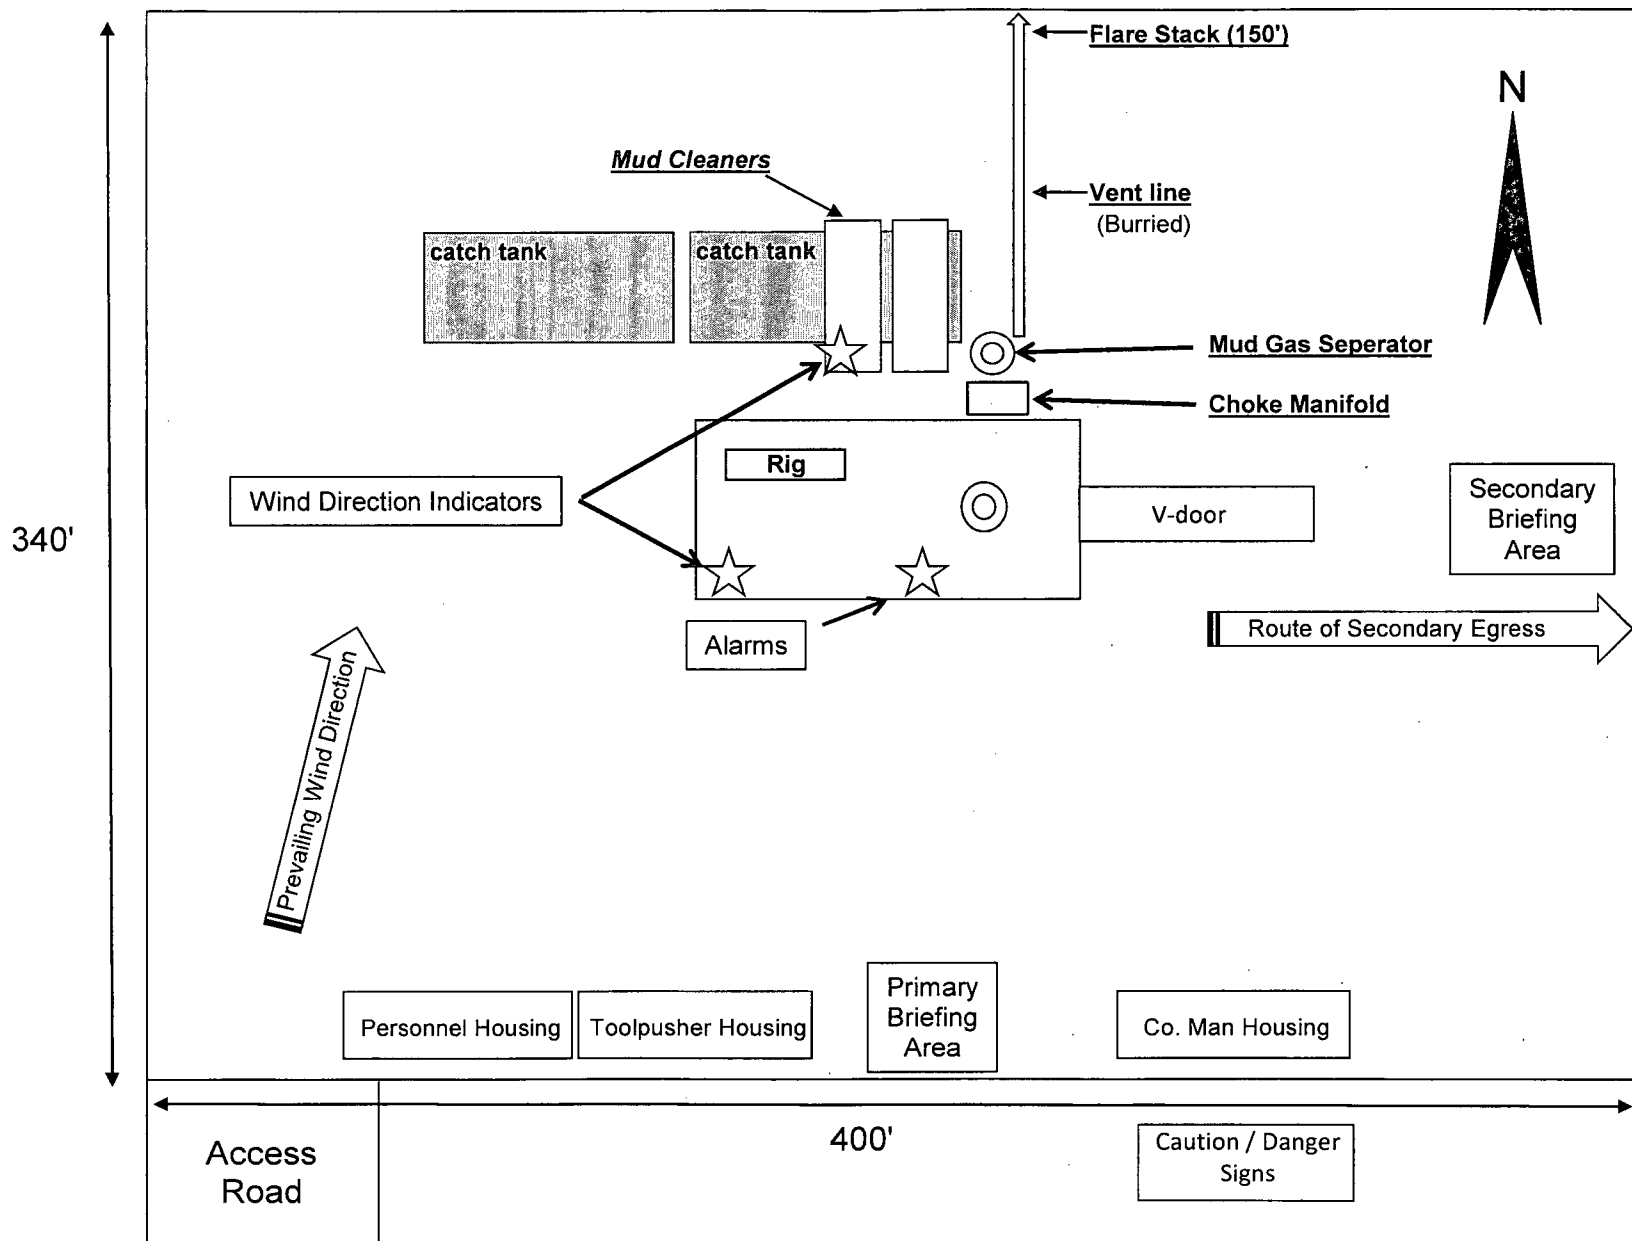 Flare Stack (150')
N
Mud Cleaners
Vent line
(Burried)
catch tank
catch tank
Mud Gas Seperator
Choke Manifold
Rig
Wind Direction Indicators
V-door
Secondary
Briefing
Area
340'
Route of Secondary Egress
Alarms
Prevailing Wind Direction
Personnel Housing
Toolpusher Housing
Primary
Briefing
Area
Co. Man Housing
400'
Access
Road
Caution / Danger
Signs